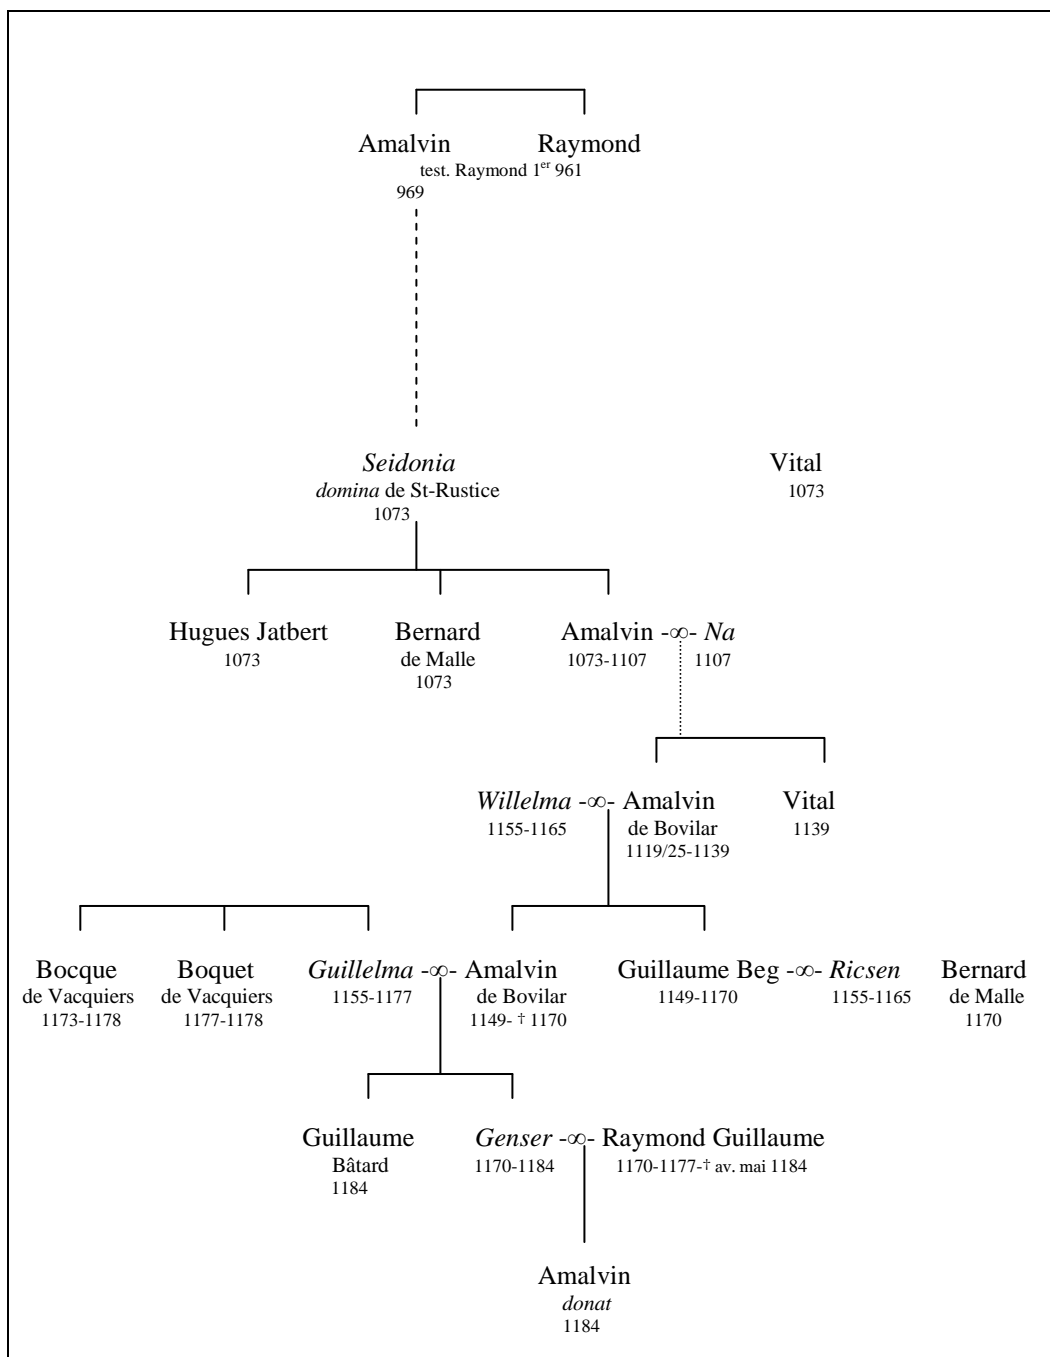 Amalvin Raymond
test. Raymond 1er 961
969
Seidonia Vital
domina de St-Rustice 1073
1073
Hugues Jatbert Bernard Amalvin -∞- Na
1073 de Malle 1073-1107 1107
1073
Willelma -∞- Amalvin Vital
1155-1165 de Bovilar 1139
1119/25-1139
Bocque Boquet Guillelma -∞- Amalvin Guillaume Beg -∞- Ricsen Bernard
de Vacquiers de Vacquiers 1155-1177 de Bovilar 1149-1170 1155-1165 de Malle
1173-1178 1177-1178 1149- † 1170 1170
Guillaume Genser -∞- Raymond Guillaume
Bâtard 1170-1184 1170-1177-† av. mai 1184
1184
Amalvin
donat
1184